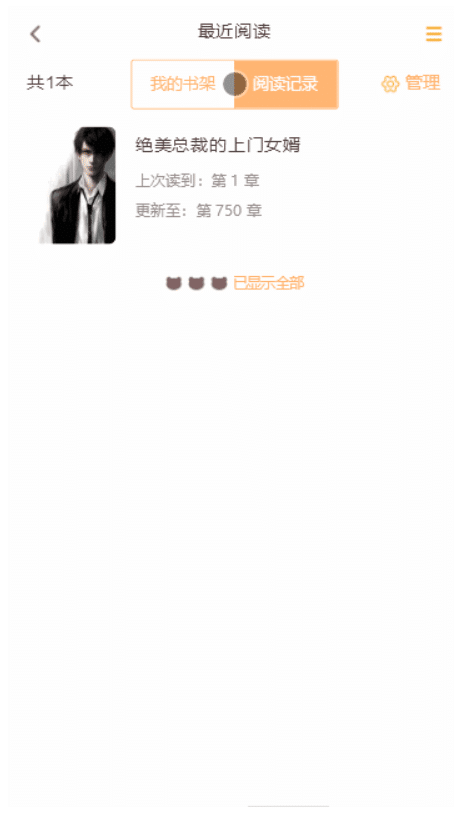 最近阅读
共1本
我的书架 阅读记录
管理
绝美总裁的上门女婿
上次读到：第 1 章
更新至：第 750 章
已显示全部